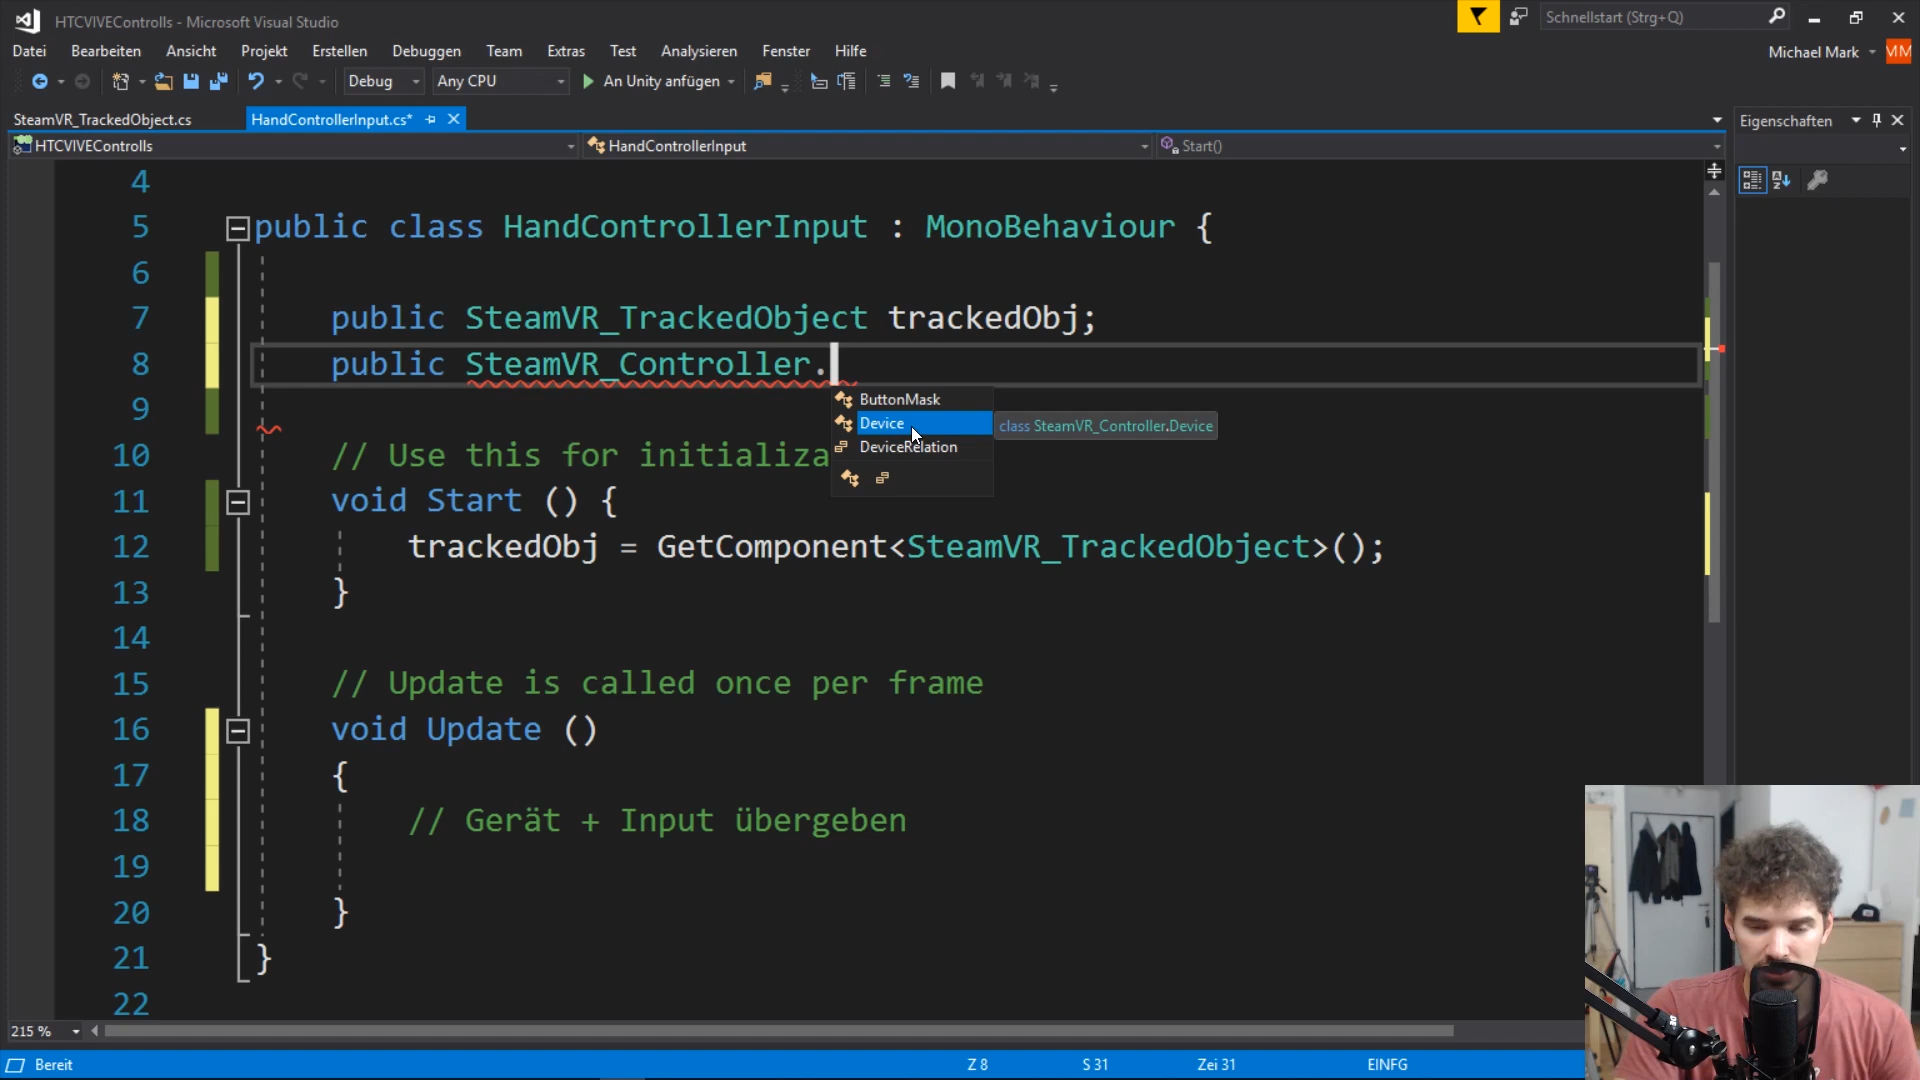 HTCVIVEControlls - Microsoft Visual Studio
Schnellstart (Strg+Q)
Datei Bearbeiten Ansicht Projekt Erstellen Debuggen Team Extras Test Analysieren Fenster Hilfe
Michael Mark MM
Debug Any CPU An Unity anfügen
SteamVR_TrackedObject.cs HandControllerInput.cs*
Eigenschaften
HTCVIVEControlls HandControllerInput Start()
4
5 public class HandControllerInput : MonoBehaviour {
6
7 public SteamVR_TrackedObject trackedObj;
8 public SteamVR_Controller.
ButtonMask
9
Device class SteamVR_Controller.Device
DeviceRelation
10 // Use this for initializa
11 void Start () {
12 trackedObj = GetComponent<SteamVR_TrackedObject>();
13 }
14
15 // Update is called once per frame
16 void Update ()
17 {
18 // Gerät + Input übergeben
19
20 }
21 }
22
215 %
Bereit Z 8 S 31 Zei 31 EINFG